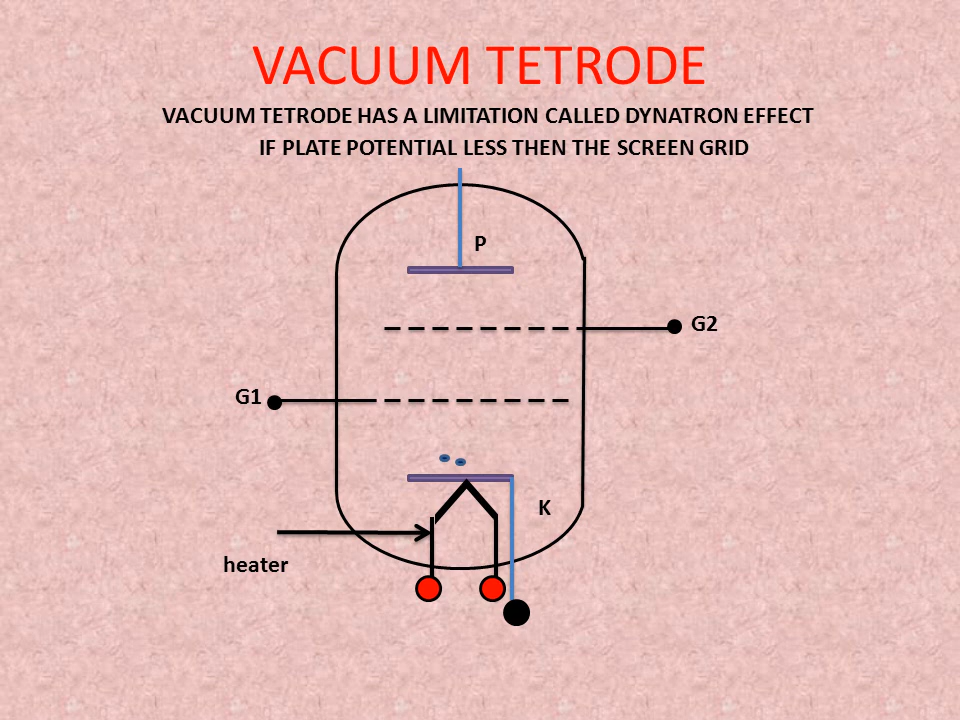 VACUUM TETRODE
VACUUM TETRODE HAS A LIMITATION CALLED DYNATRON EFFECT
IF PLATE POTENTIAL LESS THEN THE SCREEN GRID
P
G2
G1
K
heater